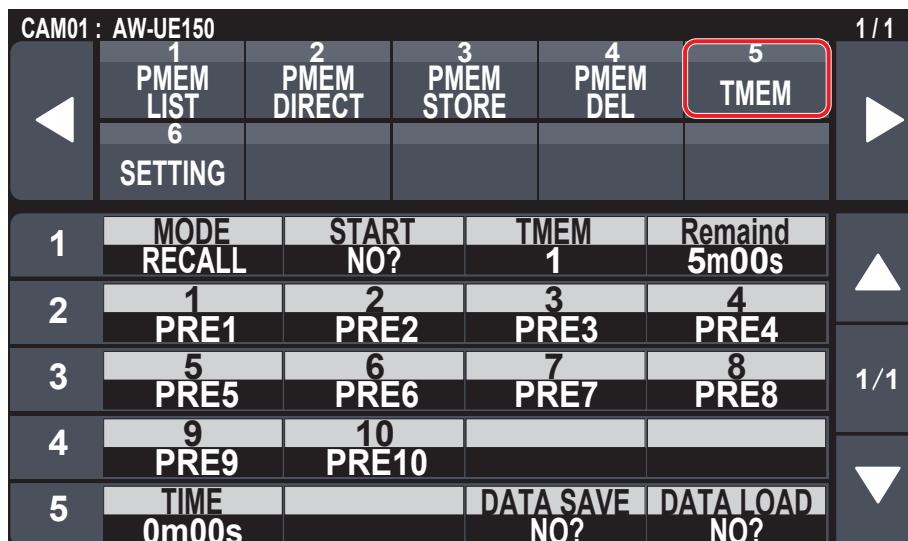 CAM01 : AW-UE150 1 / 1
1 2 3 4 5
PMEM LIST PMEM DIRECT PMEM STORE PMEM DEL TMEM
6
SETTING
1 MODE START TMEM Remaind
RECALL NO? 1 5m00s
2 1 2 3 4
PRE1 PRE2 PRE3 PRE4
3 5 6 7 8 1/1
PRE5 PRE6 PRE7 PRE8
4 9 10
PRE9 PRE10
5 TIME DATA SAVE DATA LOAD
0m00s NO? NO?